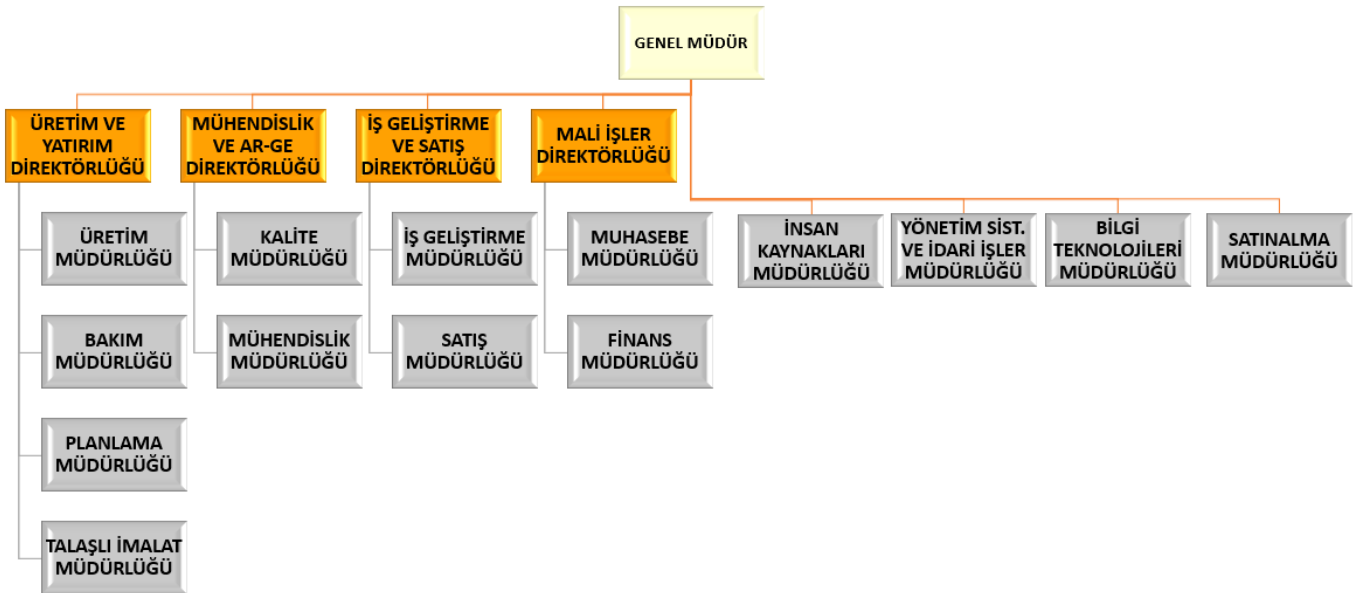 GENEL MÜDÜR
ÜRETİM VE
YATIRIM
DİREKTÖRLÜĞÜ
MÜHENDİSLİK
VE AR-GE
DİREKTÖRLÜĞÜ
İŞ GELİŞTİRME
VE SATIŞ
DİREKTÖRLÜĞÜ
MALİ İŞLER
DİREKTÖRLÜĞÜ
ÜRETİM
MÜDÜRLÜĞÜ
KALİTE
MÜDÜRLÜĞÜ
İŞ GELİŞTİRME
MÜDÜRLÜĞÜ
MUHASEBE
MÜDÜRLÜĞÜ
İNSAN
KAYNAKLARI
MÜDÜRLÜĞÜ
YÖNETİM SİST.
VE İDARİ İŞLER
MÜDÜRLÜĞÜ
BİLGİ
TEKNOLOJİLERİ
MÜDÜRLÜĞÜ
SATINALMA
MÜDÜRLÜĞÜ
BAKIM
MÜDÜRLÜĞÜ
MÜHENDİSLİK
MÜDÜRLÜĞÜ
SATIŞ
MÜDÜRLÜĞÜ
FİNANS
MÜDÜRLÜĞÜ
PLANLAMA
MÜDÜRLÜĞÜ
TALAŞLI İMALAT
MÜDÜRLÜĞÜ